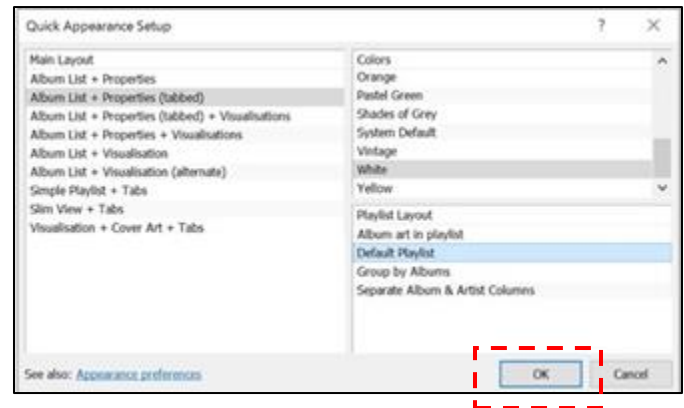 Quick Appearance Setup
Main Layout
Album List + Properties
Album List + Properties (tabbed)
Album List + Properties (tabbed) + Visualisations
Album List + Properties + Visualisations
Album List + Visualisation
Album List + Visualisation (alternate)
Simple Playlist + Tabs
Slim View + Tabs
Visualisation + Cover Art + Tabs
Colors
Orange
Pastel Green
Shades of Grey
System Default
Vintage
White
Yellow
Playlist Layout
Album art in playlist
Default Playlist
Group by Albums
Separate Album & Artist Columns
See also: Appearance preferences
OK
Cancel